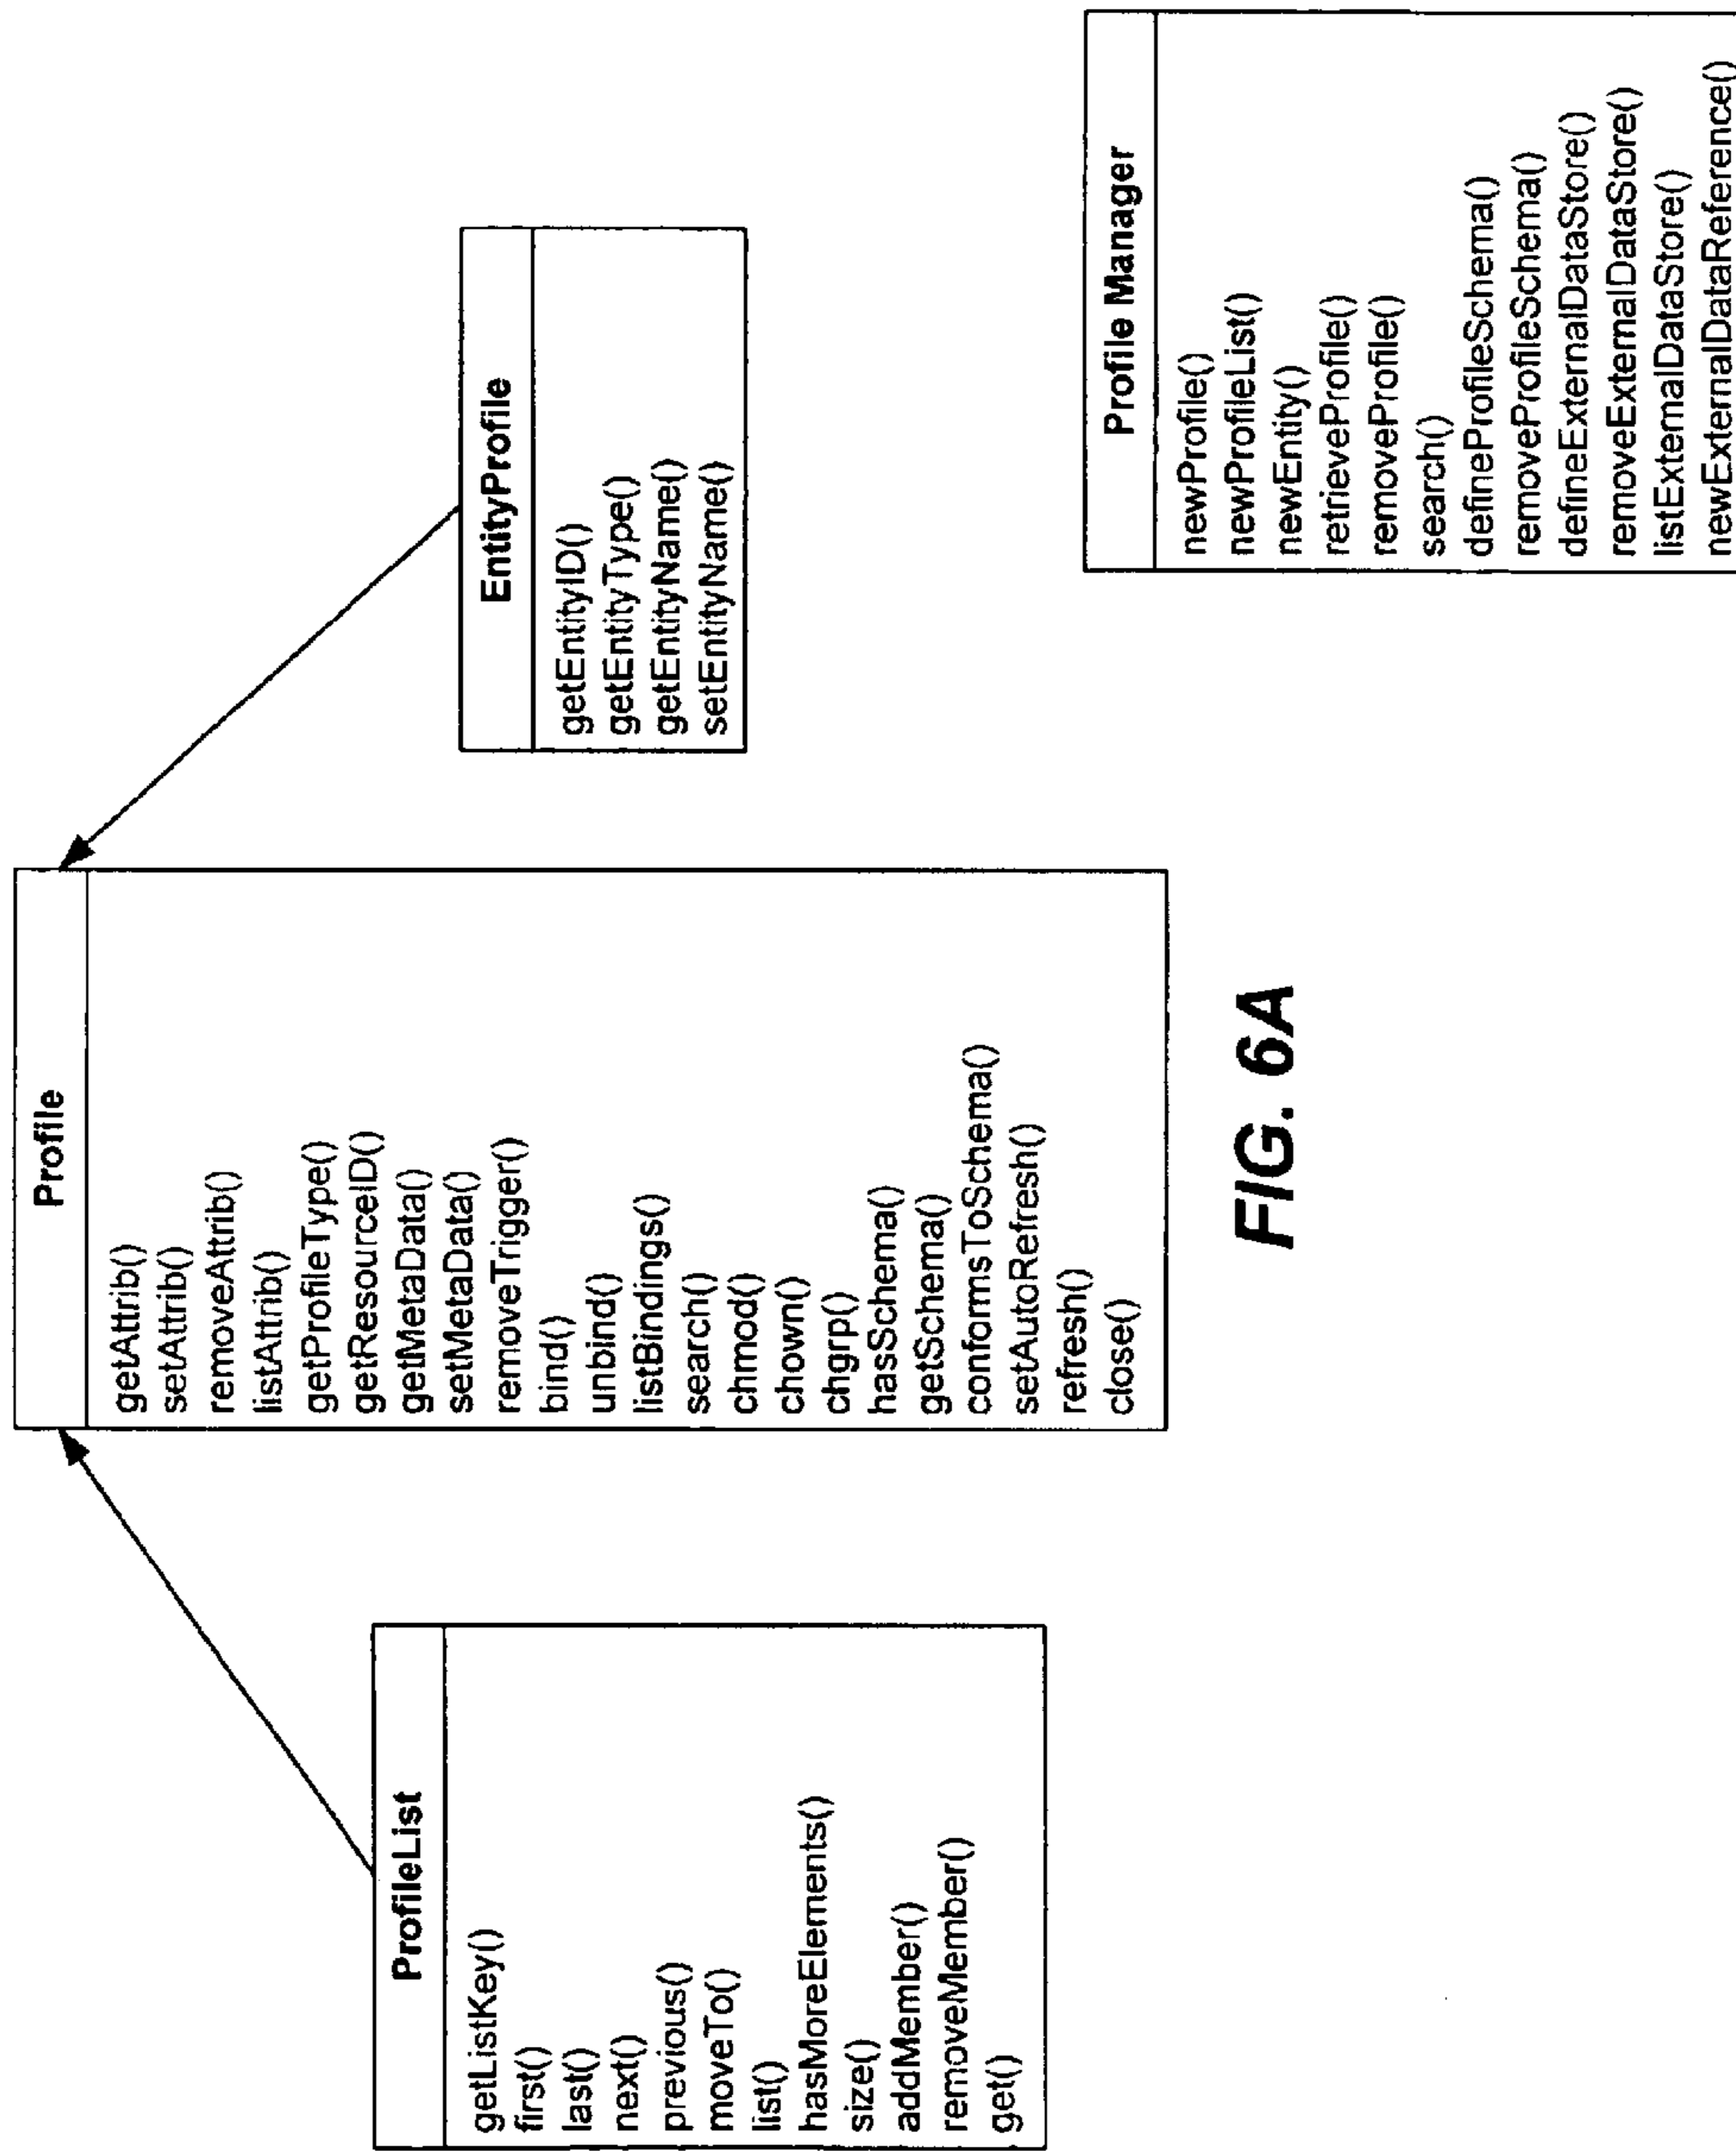 Profile
getAttrib()
setAttrib()
removeAttrib()
listAttrib()
getProfileType()
getResourceID()
getMetaData()
setMetaData()
removeTrigger()
bind()
unbind()
listBindings()
search()
chmod()
chown()
chgrp()
hasSchema()
getSchema()
conformsToSchema()
setAutoRefresh()
refresh()
close()
ProfileList
getListKey()
first()
last()
next()
previous()
moveTo()
list()
hasMoreElements()
size()
addMember()
removeMember()
get()
EntityProfile
getEntityID()
getEntityType()
getEntityName()
setEntityName()
Profile Manager
newProfile()
newProfileList()
newEntity()
retrieveProfile()
removeProfile()
search()
defineProfileSchema()
removeProfileSchema()
defineExternalDataStore()
removeExternalDataStore()
listExternalDataStore()
newExternalDataReference()
FIG. 6A